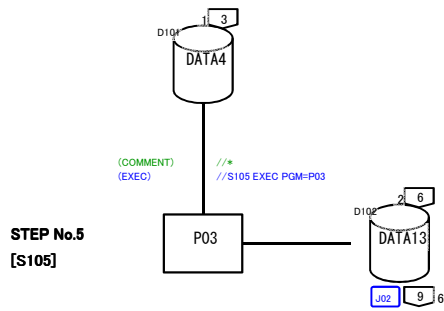 1 3
D101
DATA4
(COMMENT) //*
(EXEC) //S105 EXEC PGM=P03
2 6
D102
STEP No.5
P03
DATA13
[S105]
J02 9 6